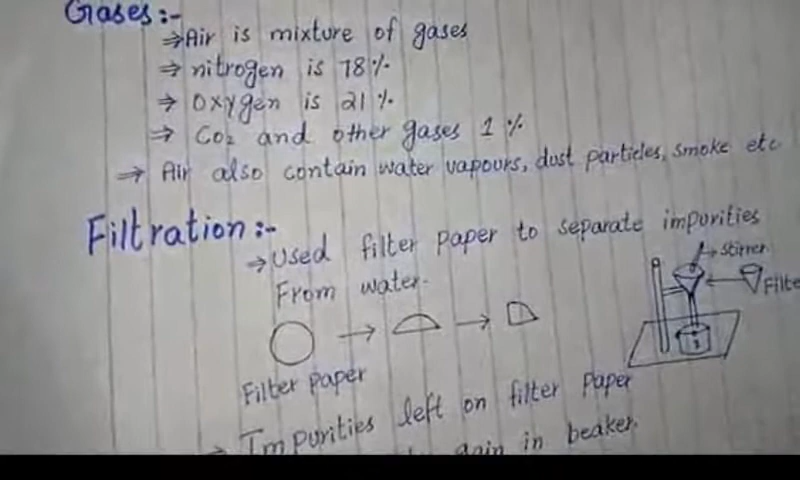 Gases:-
⇒ Air is mixture of gases
⇒ nitrogen is 78%
⇒ Oxygen is 21%
⇒ CO2 and other gases 1%
⇒ Air also contain water vapours, dust particles, smoke etc
Filtration:-
⇒ Used filter paper to separate impurities
From water.
→ Stirrer
Filte
Filter paper
Impurities left on filter paper
in beaker.